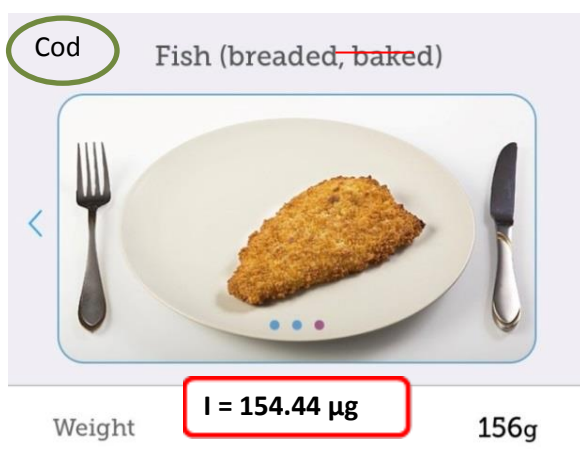 Cod
Fish (breaded, baked)
I = 154.44 µg
Weight 156g